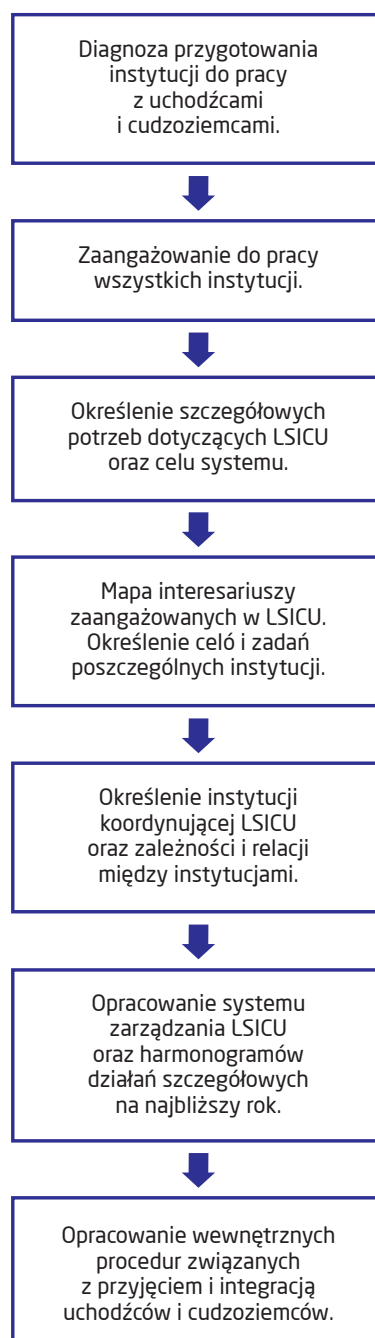 Diagnoza przygotowania
instytucji do pracy
z uchodźcami
i cudzoziemcami.
Zaangażowanie do pracy
wszystkich instytucji.
Określenie szczegółowych
potrzeb dotyczących LSICU
oraz celu systemu.
Mapa interesariuszy
zaangażowanych w LSICU.
Określenie celó i zadań
poszczególnych instytucji.
Określenie instytucji
koordynującej LSICU
oraz zależności i relacji
między instytucjami.
Opracowanie systemu
zarządzania LSICU
oraz harmonogramów
działań szczegółowych
na najbliższy rok.
Opracowanie wewnętrznych
procedur związanych
z przyjęciem i integracją
uchodźców i cudzoziemców.